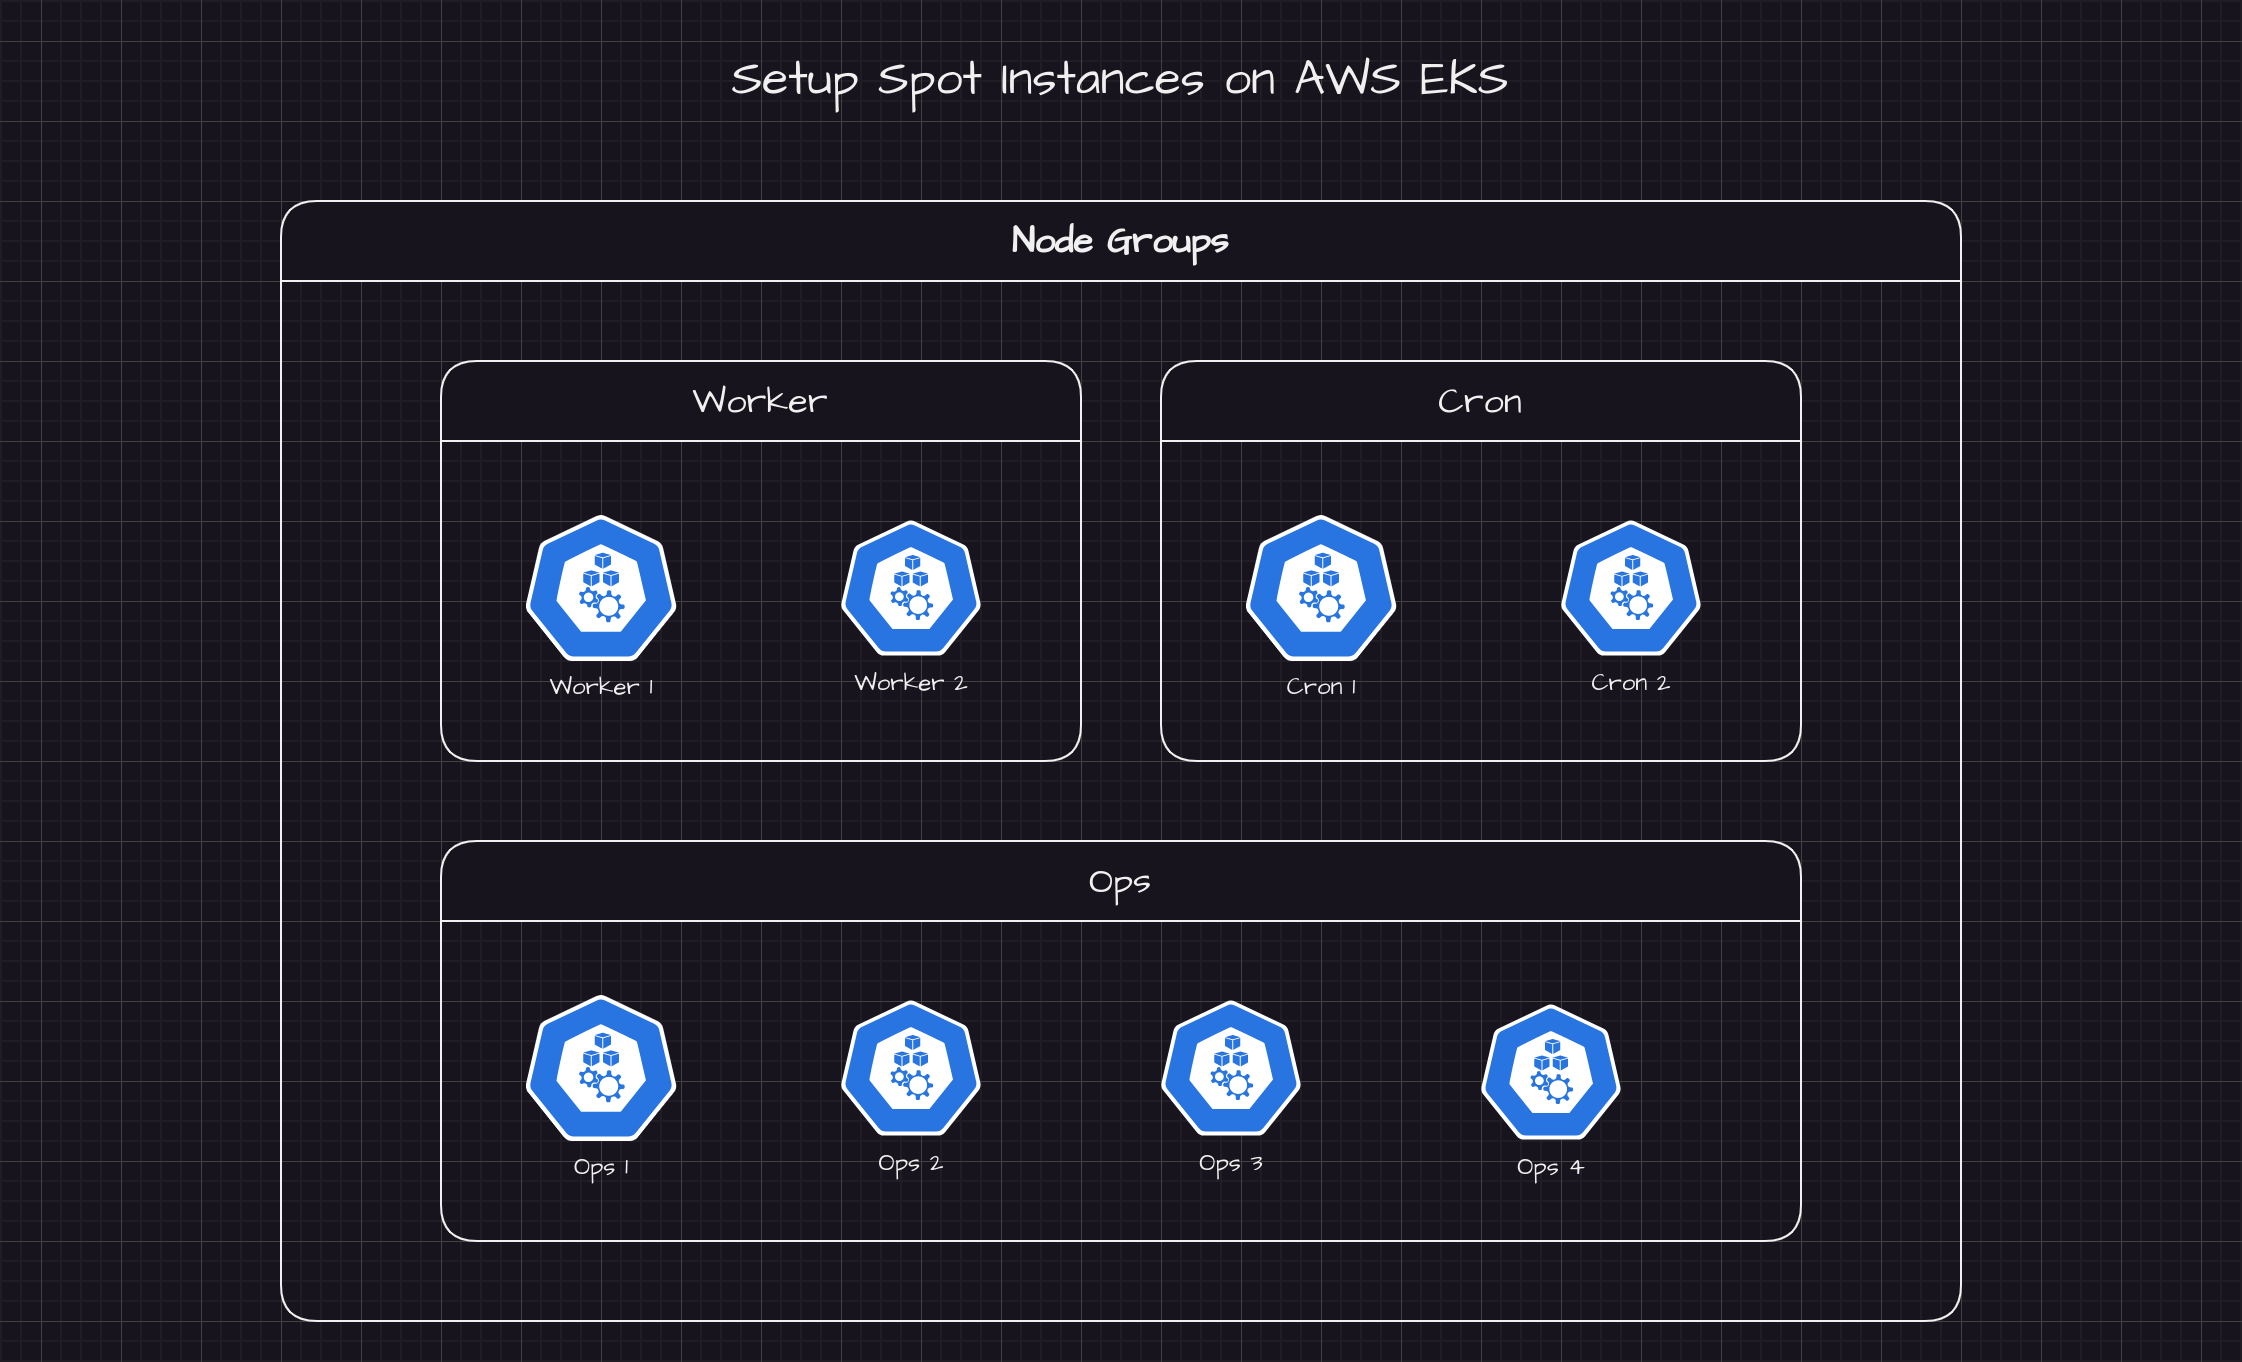 Setup Spot Instances on AWS EKS
Node Groups
Worker
Cron
Worker 1
Worker 2
Cron 1
Cron 2
Ops
Ops 1
Ops 2
Ops 3
Ops 4